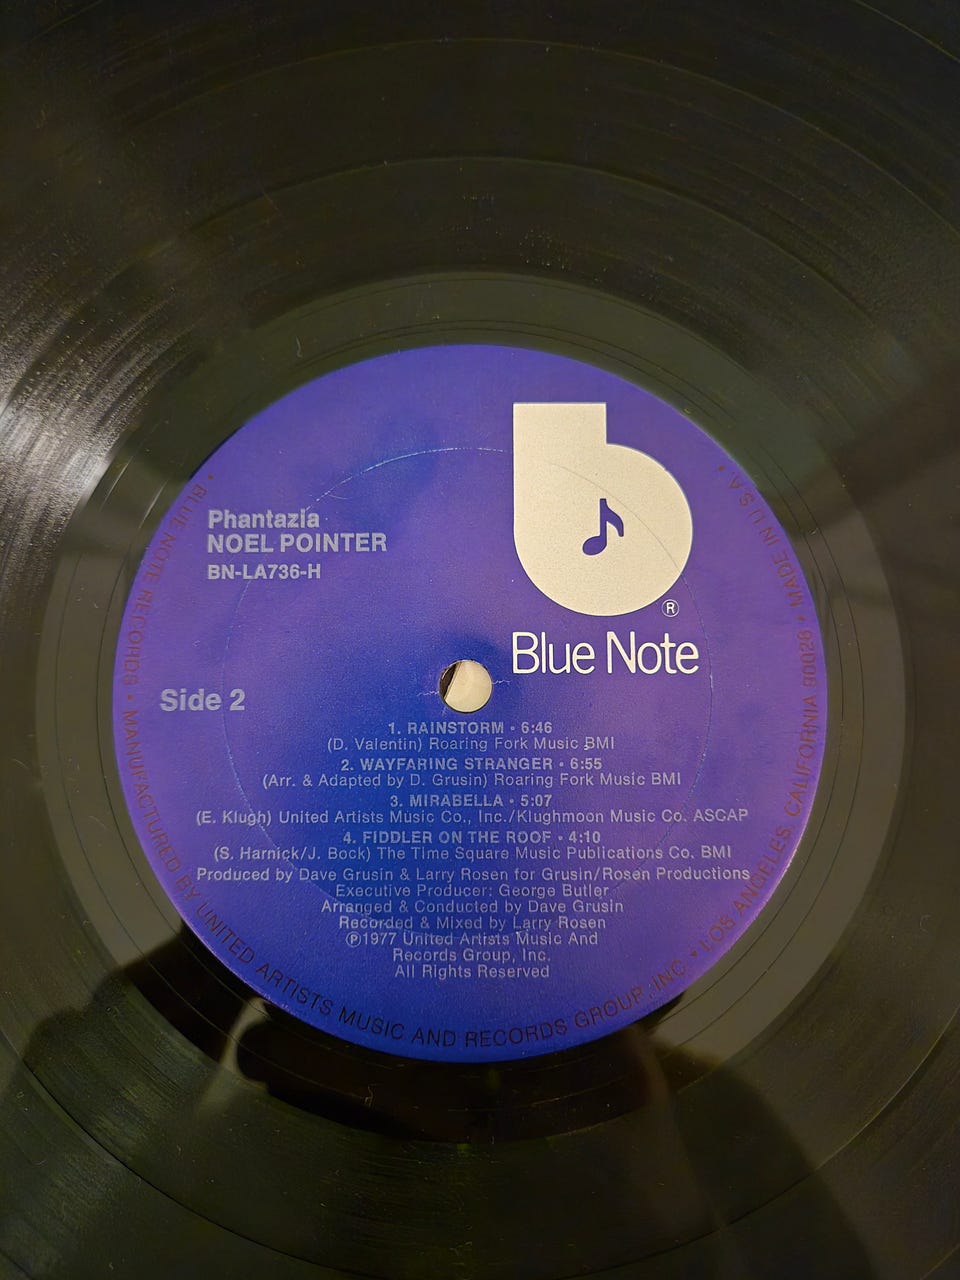 Phantazia
NOEL POINTER
BN-LA736-H
®
Blue Note
Side 2
1. RAINSTORM • 6:46
(D. Valentin) Roaring Fork Music BMI
2. WAYFARING STRANGER • 6:55
(Arr. & Adapted by D. Grusin) Roaring Fork Music BMI
3. MIRABELLA • 5:07
(E. Klugh) United Artists Music Co., Inc./Klughmoon Music Co. ASCAP
4. FIDDLER ON THE ROOF • 4:10
(S. Harnick/J. Bock) The Time Square Music Publications Co. BMI
Produced by Dave Grusin & Larry Rosen for Grusin/Rosen Productions
Executive Producer: George Butler
Arranged & Conducted by Dave Grusin
Recorded & Mixed by Larry Rosen
℗1977 United Artists Music And
Records Group, Inc.
All Rights Reserved
• BLUE NOTE RECORDS • MANUFACTURED BY UNITED ARTISTS MUSIC AND RECORDS GROUP, INC. • LOS ANGELES, CALIFORNIA 90028 • MADE IN U.S.A. •